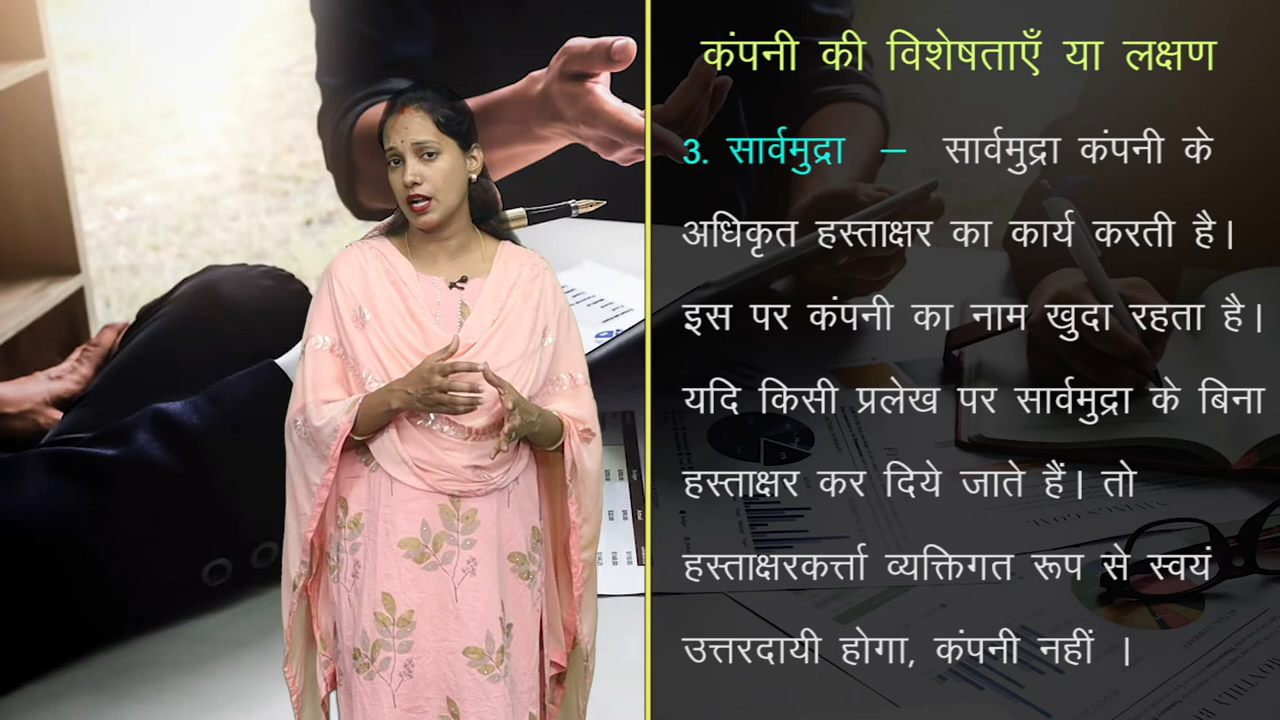 कंपनी की विशेषताएँ या लक्षण
3. सार्वमुद्रा – सार्वमुद्रा कंपनी के
अधिकृत हस्ताक्षर का कार्य करती है।
इस पर कंपनी का नाम खुदा रहता है।
यदि किसी प्रलेख पर सार्वमुद्रा के बिना
हस्ताक्षर कर दिये जाते हैं। तो
हस्ताक्षरकर्त्ता व्यक्तिगत रूप से स्वयं
उत्तरदायी होगा, कंपनी नहीं ।